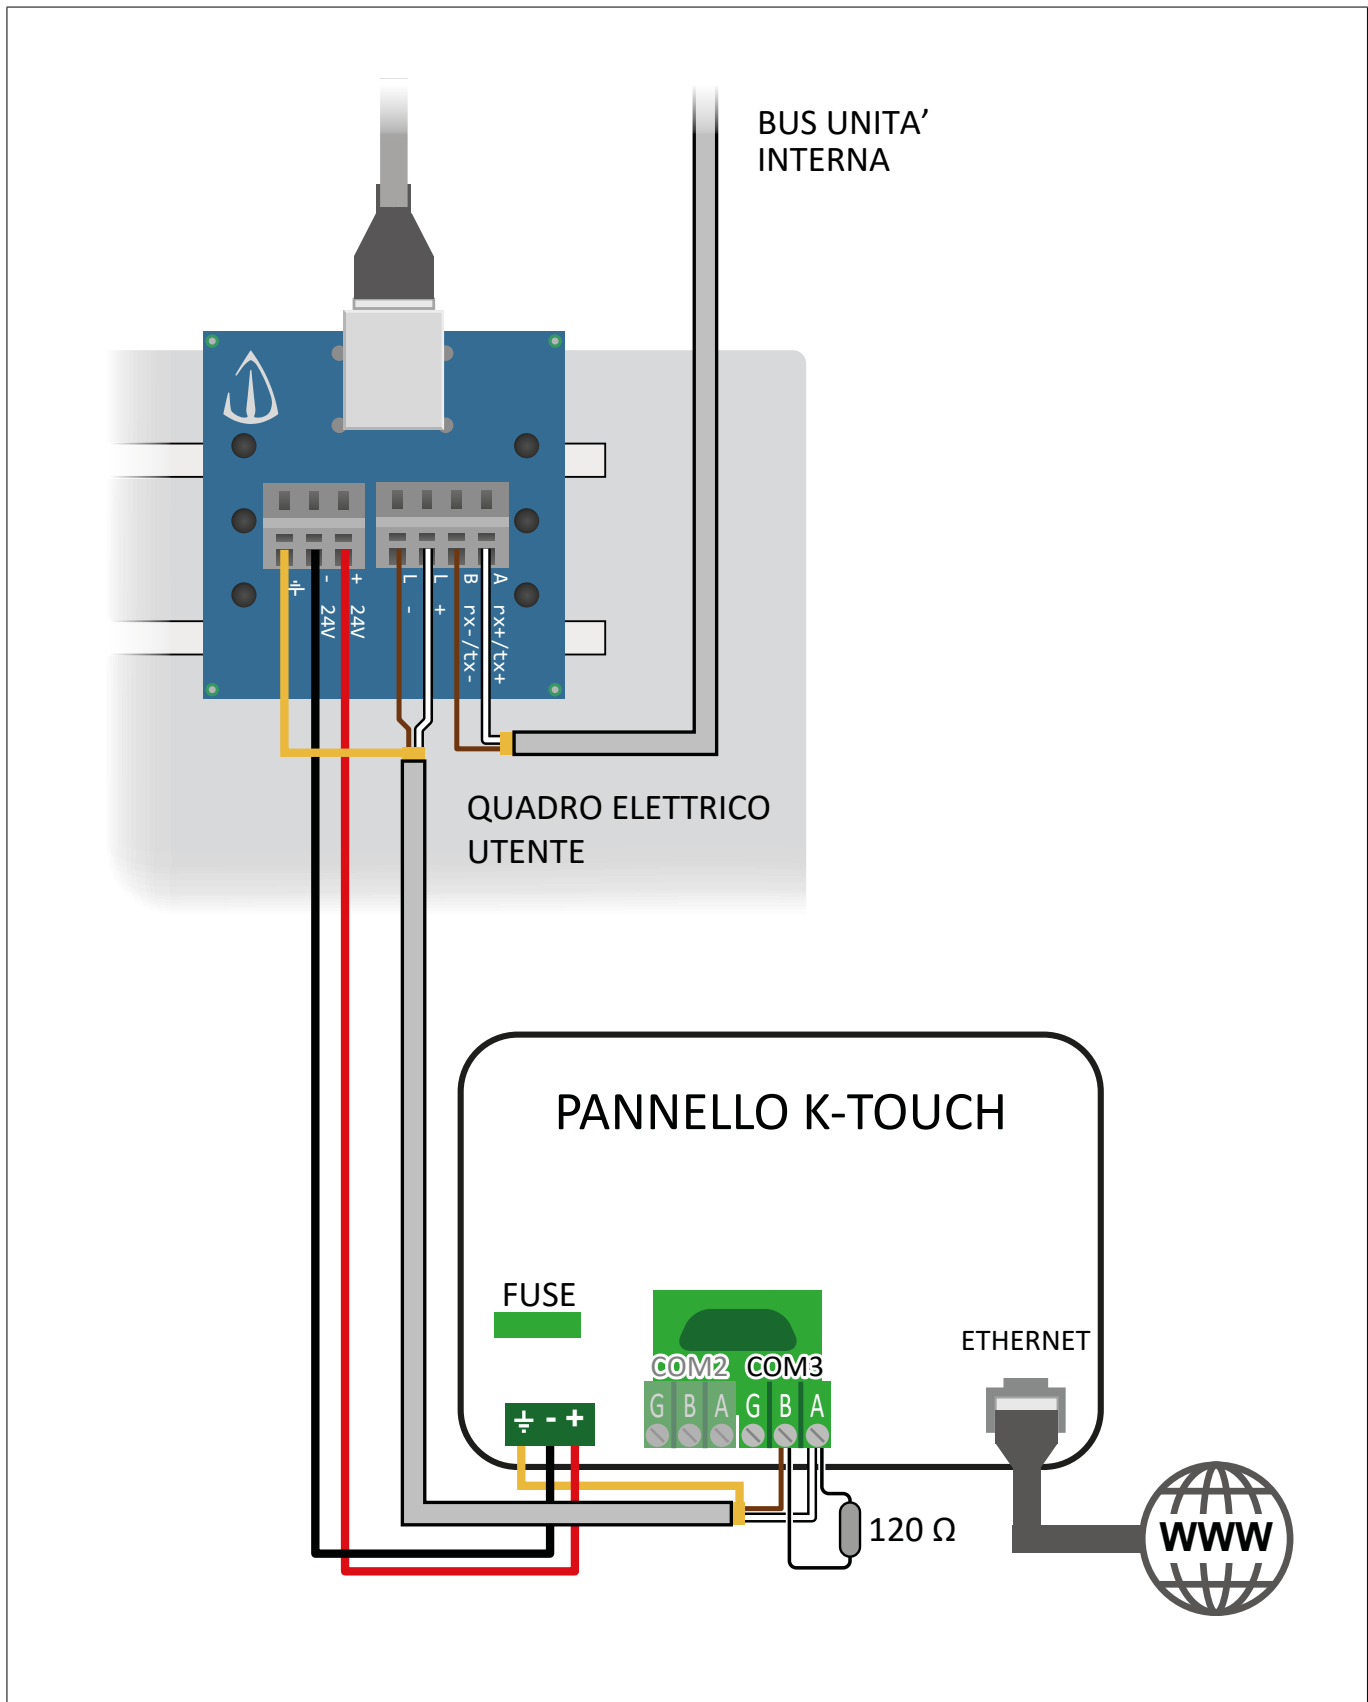 BUS UNITA’
INTERNA
+ 24V
- 24V
L -
L +
B rx-/tx-
A rx+/tx+
QUADRO ELETTRICO
UTENTE
PANNELLO K-TOUCH
FUSE
ETHERNET
COM2 COM3
G B A G B A
- +
120 Ω
WWW